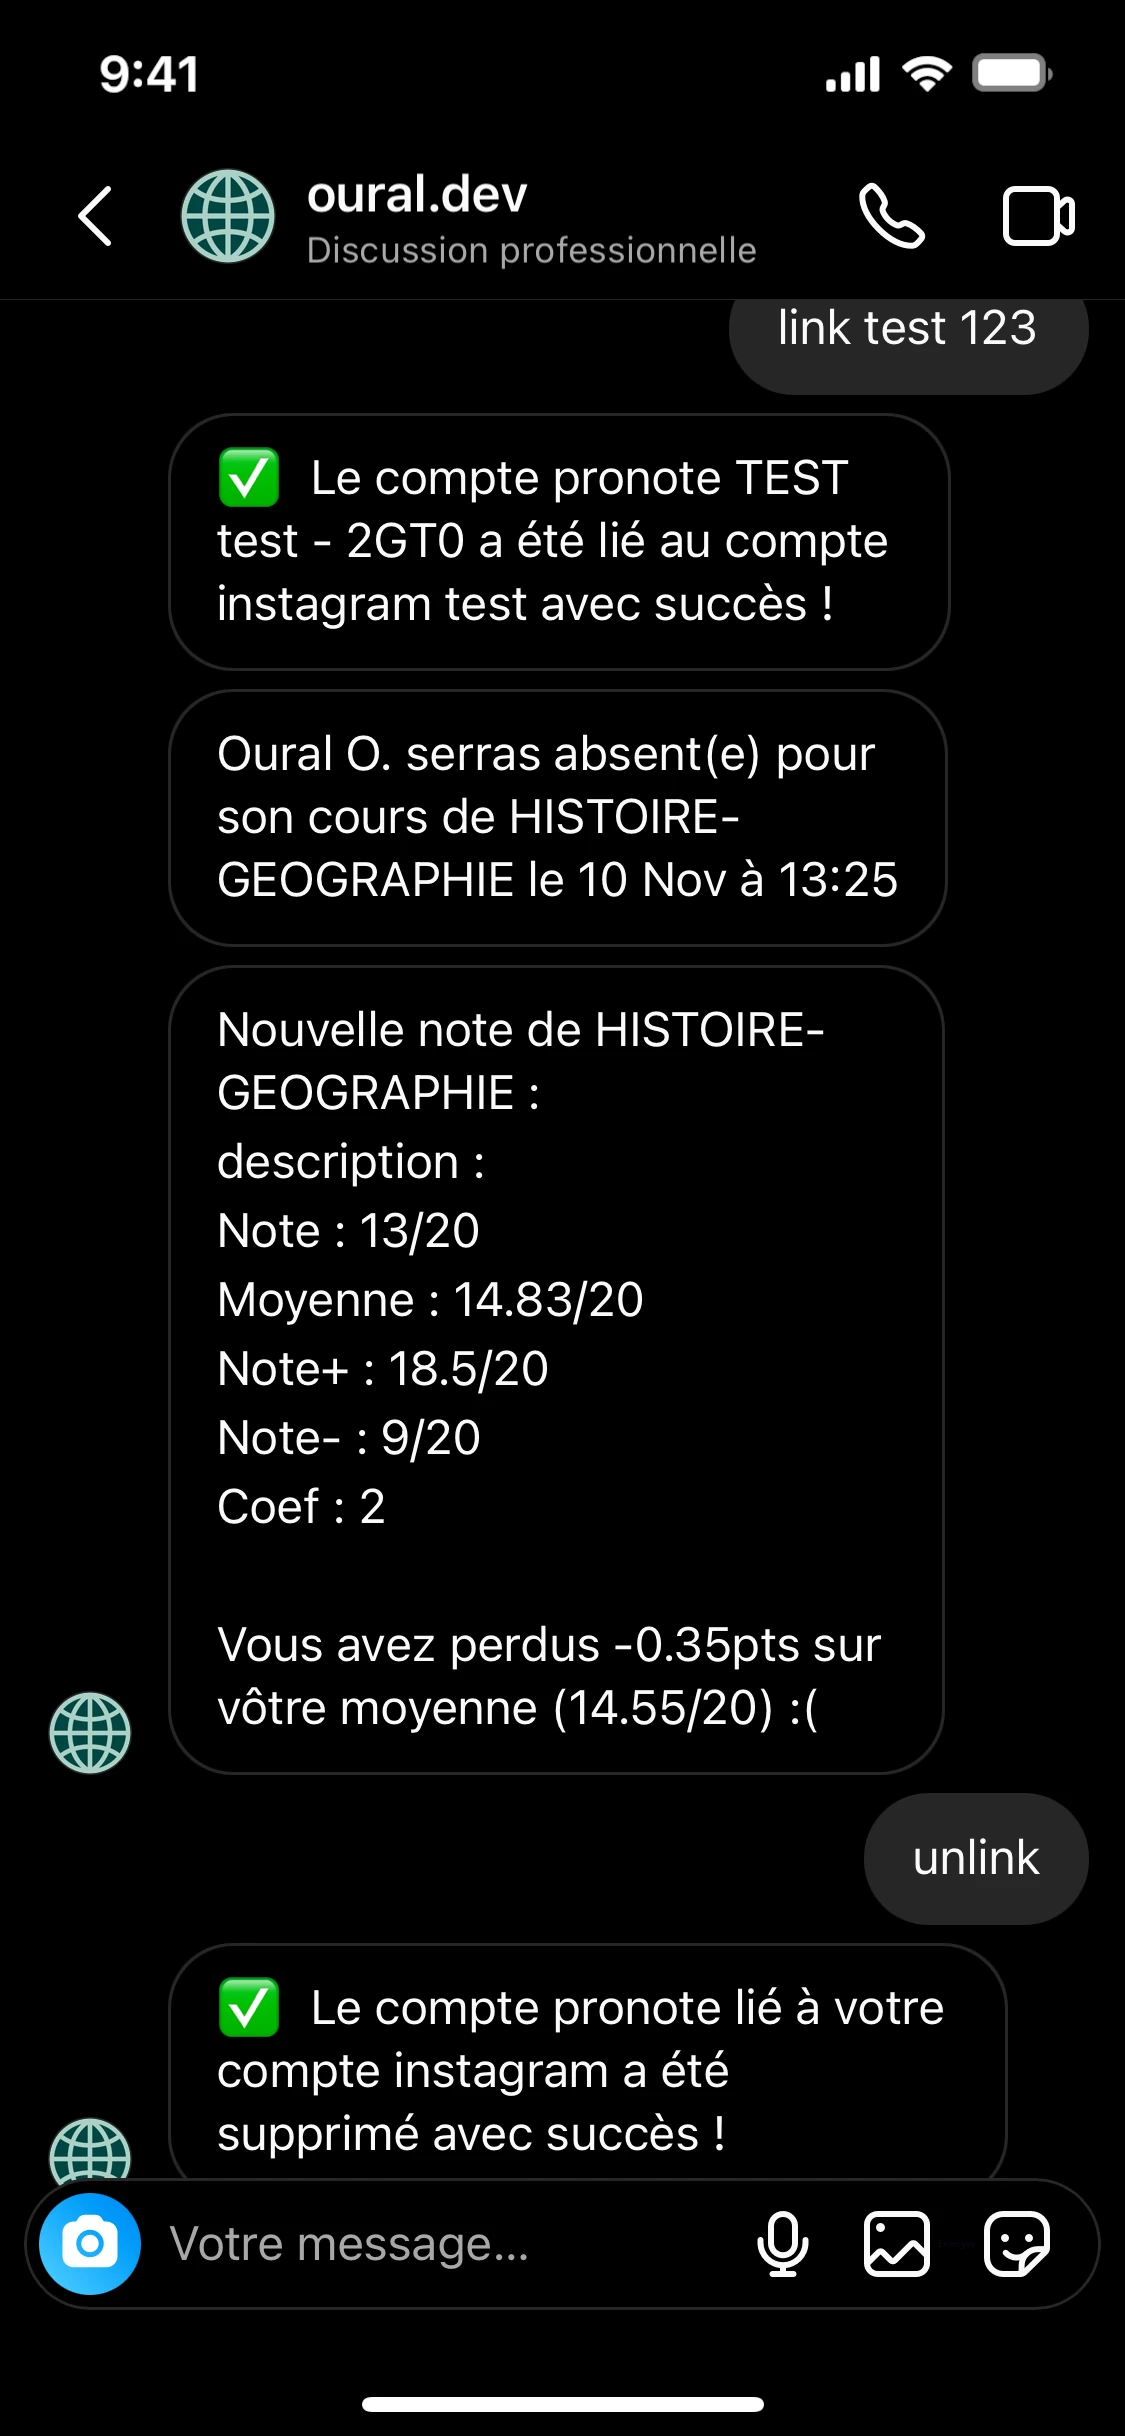 9:41
oural.dev
Discussion professionnelle
link test 123
✅ Le compte pronote TEST
test - 2GT0 a été lié au compte
instagram test avec succès !
Oural O. serras absent(e) pour
son cours de HISTOIRE-
GEOGRAPHIE le 10 Nov à 13:25
Nouvelle note de HISTOIRE-
GEOGRAPHIE :
description :
Note : 13/20
Moyenne : 14.83/20
Note+ : 18.5/20
Note- : 9/20
Coef : 2
Vous avez perdus -0.35pts sur
vôtre moyenne (14.55/20) :(
unlink
✅ Le compte pronote lié à votre
compte instagram a été
supprimé avec succès !
Votre message...